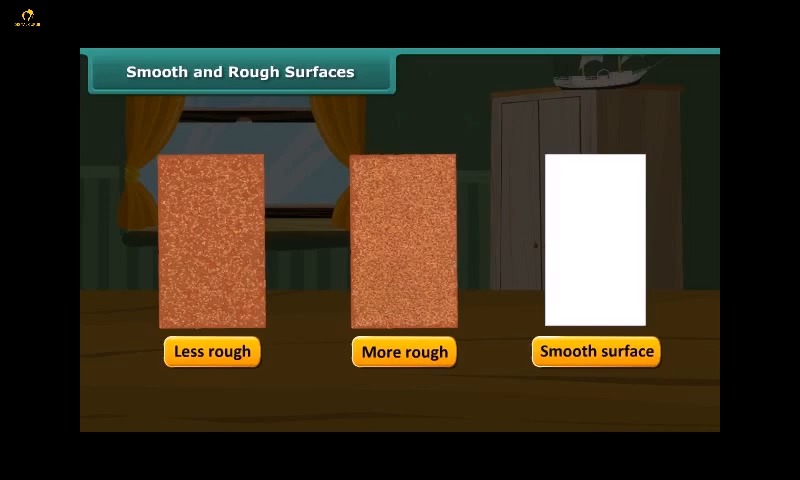 Smooth and Rough Surfaces
Less rough
More rough
Smooth surface